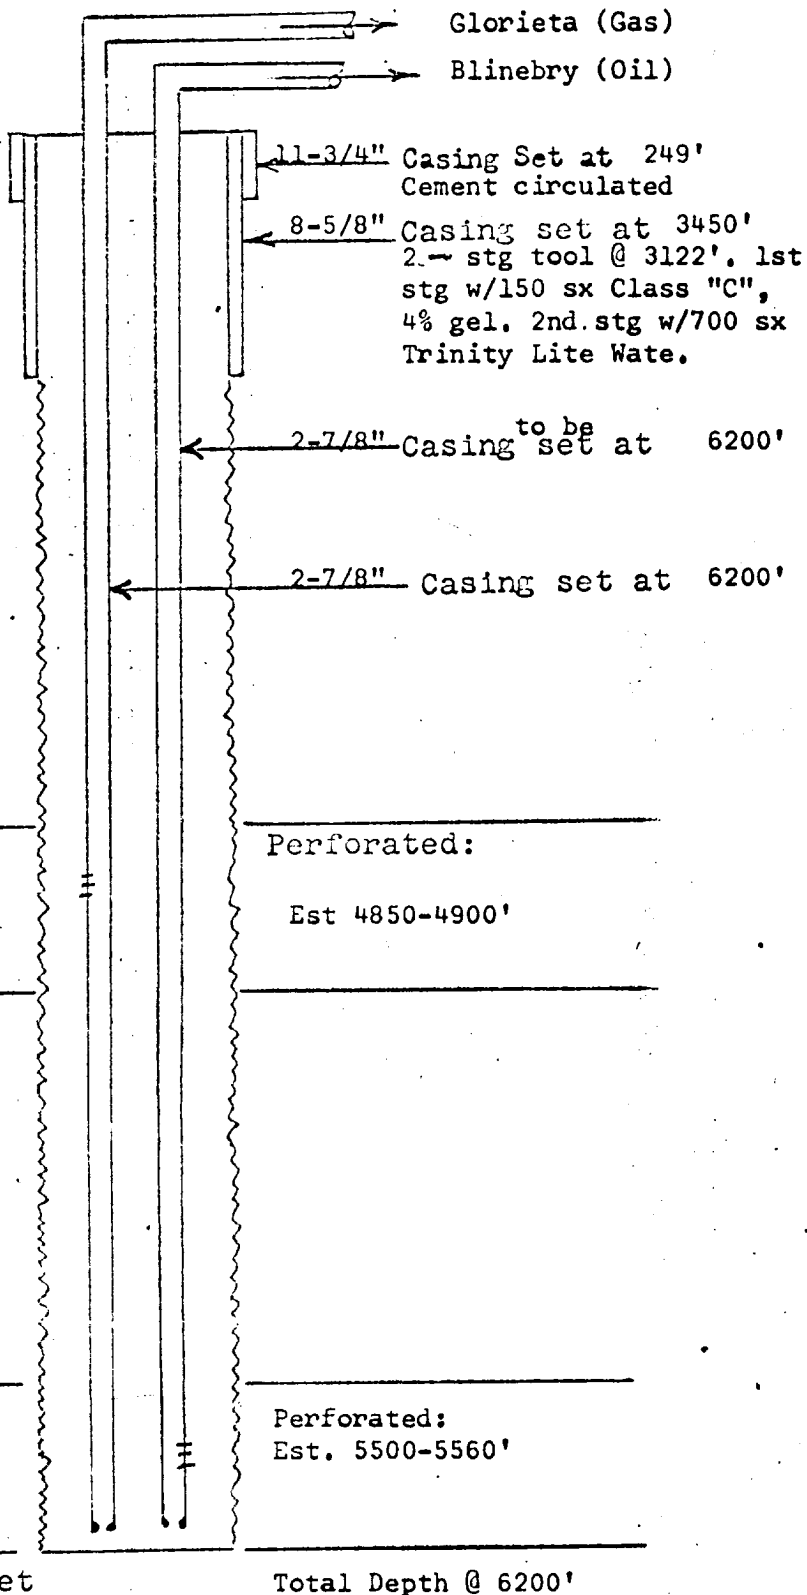 Glorieta (Gas)
Blinebry (Oil)
11-3/4" Casing Set at 249'
Cement circulated
8-5/8" Casing set at 3450'
2 stg tool @ 3122'. 1st
stg w/150 sx Class "C",
4% gel. 2nd.stg w/700 sx
Trinity Lite Wate.
to be
2-7/8" Casing set at 6200'
2-7/8" Casing set at 6200'
Perforated:
Est 4850-4900'
Perforated:
Est. 5500-5560'
Total Depth @ 6200'